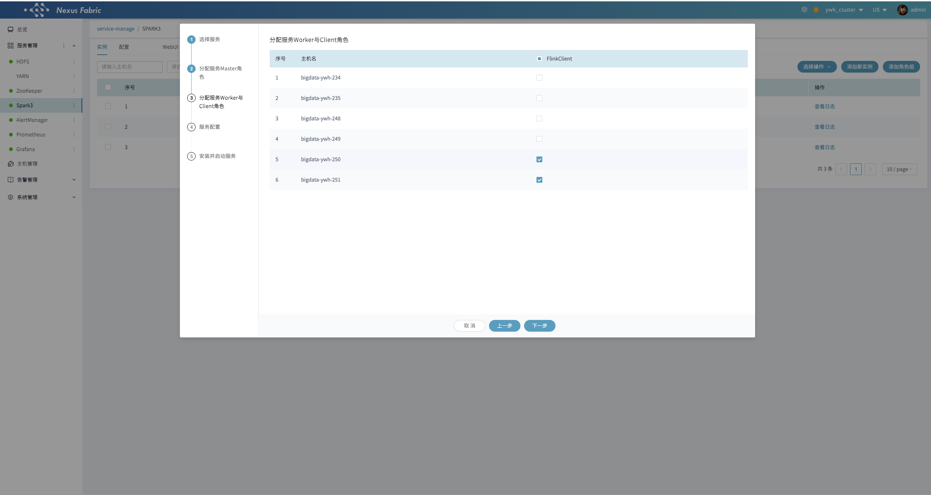 Nexus Fabric
ywh_cluster
US
admin
总览
服务管理
HDFS
YARN
ZooKeeper
Spark3
AlertManager
Prometheus
Grafana
主机管理
告警管理
系统管理
service-manage / SPARK3
实例 配置 WebUI
请输入主机名
选择操作
添加新实例
添加角色组
序号
操作
1 查看日志
2 查看日志
3 查看日志
共 3 条
1
10 / page
1 选择服务
2 分配服务Master角
色
3 分配服务Worker与
Client角色
4 服务配置
5 安装并启动服务
分配服务Worker与Client角色
序号 主机名 FlinkClient
1 bigdata-ywh-234
2 bigdata-ywh-235
3 bigdata-ywh-248
4 bigdata-ywh-249
5 bigdata-ywh-250
6 bigdata-ywh-251
取 消
上一步
下一步